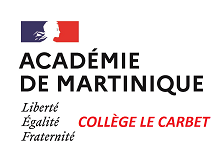 ACADÉMIE
DE MARTINIQUE
Liberté
Égalité
Fraternité
COLLÈGE LE CARBET